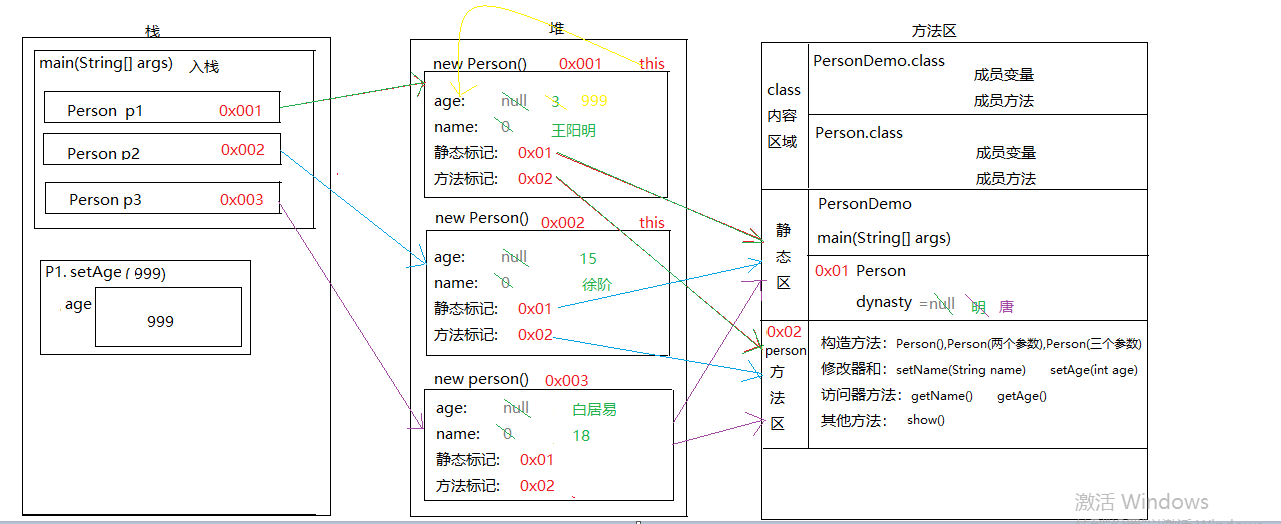 栈
main(String[] args) 入栈
Person p1 0x001
Person p2 0x002
Person p3 0x003
P1. setAge ( 999)
age
999
堆
new Person() 0x001 this
age: null 3 999
name: 0 王阳明
静态标记: 0x01
方法标记: 0x02
new Person() 0x002 this
age: null 15
name: 0 徐阶
静态标记: 0x01
方法标记: 0x02
new person() 0x003
age: null 白居易
name: 0 18
静态标记: 0x01
方法标记: 0x02
方法区
class
内容
区域
PersonDemo.class
成员变量
成员方法
Person.class
成员变量
成员方法
静
态
区
PersonDemo
main(String[] args)
0x01 Person
dynasty =null 明 唐
0x02
person
方
法
区
构造方法：Person(),Person(两个参数),Person(三个参数)
修改器和：setName(String name) setAge(int age)
访问器方法：getName() getAge()
其他方法： show()
激活 Windows